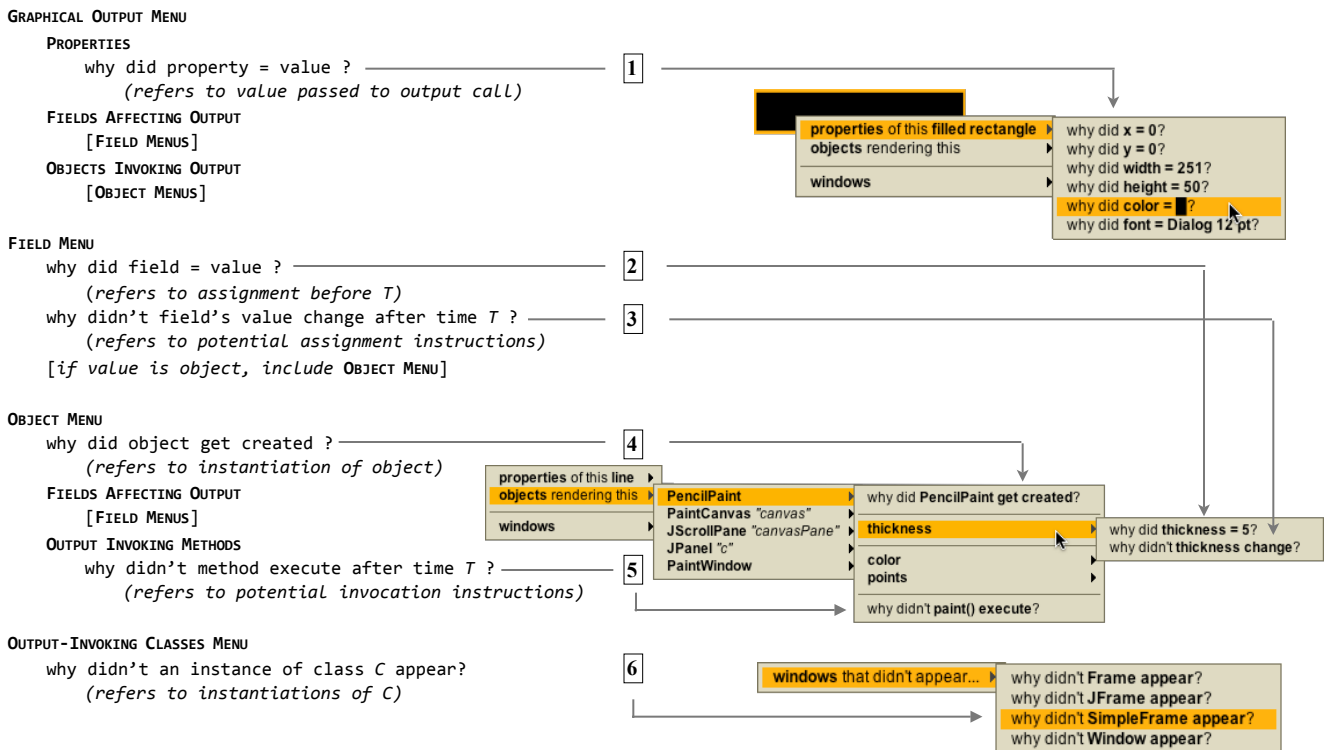 GRAPHICAL OUTPUT MENU
PROPERTIES
why did property = value ?
(refers to value passed to output call)
FIELDS AFFECTING OUTPUT
[FIELD MENUS]
OBJECTS INVOKING OUTPUT
[OBJECT MENUS]
1
properties of this filled rectangle
objects rendering this
windows
why did x = 0?
why did y = 0?
why did width = 251?
why did height = 50?
why did color = ?
why did font = Dialog 12 pt?
FIELD MENU
why did field = value ?
(refers to assignment before T)
why didn’t field’s value change after time T ?
(refers to potential assignment instructions)
[if value is object, include OBJECT MENU]
2
3
OBJECT MENU
why did object get created ?
(refers to instantiation of object)
FIELDS AFFECTING OUTPUT
[FIELD MENUS]
OUTPUT INVOKING METHODS
why didn’t method execute after time T ?
(refers to potential invocation instructions)
4
5
properties of this line
objects rendering this
windows
PencilPaint
PaintCanvas "canvas"
JScrollPane "canvasPane"
JPanel "c"
PaintWindow
why did PencilPaint get created?
thickness
color
points
why didn't paint() execute?
why did thickness = 5?
why didn't thickness change?
OUTPUT-INVOKING CLASSES MENU
why didn’t an instance of class C appear?
(refers to instantiations of C)
6
windows that didn't appear...
why didn't Frame appear?
why didn't JFrame appear?
why didn't SimpleFrame appear?
why didn't Window appear?